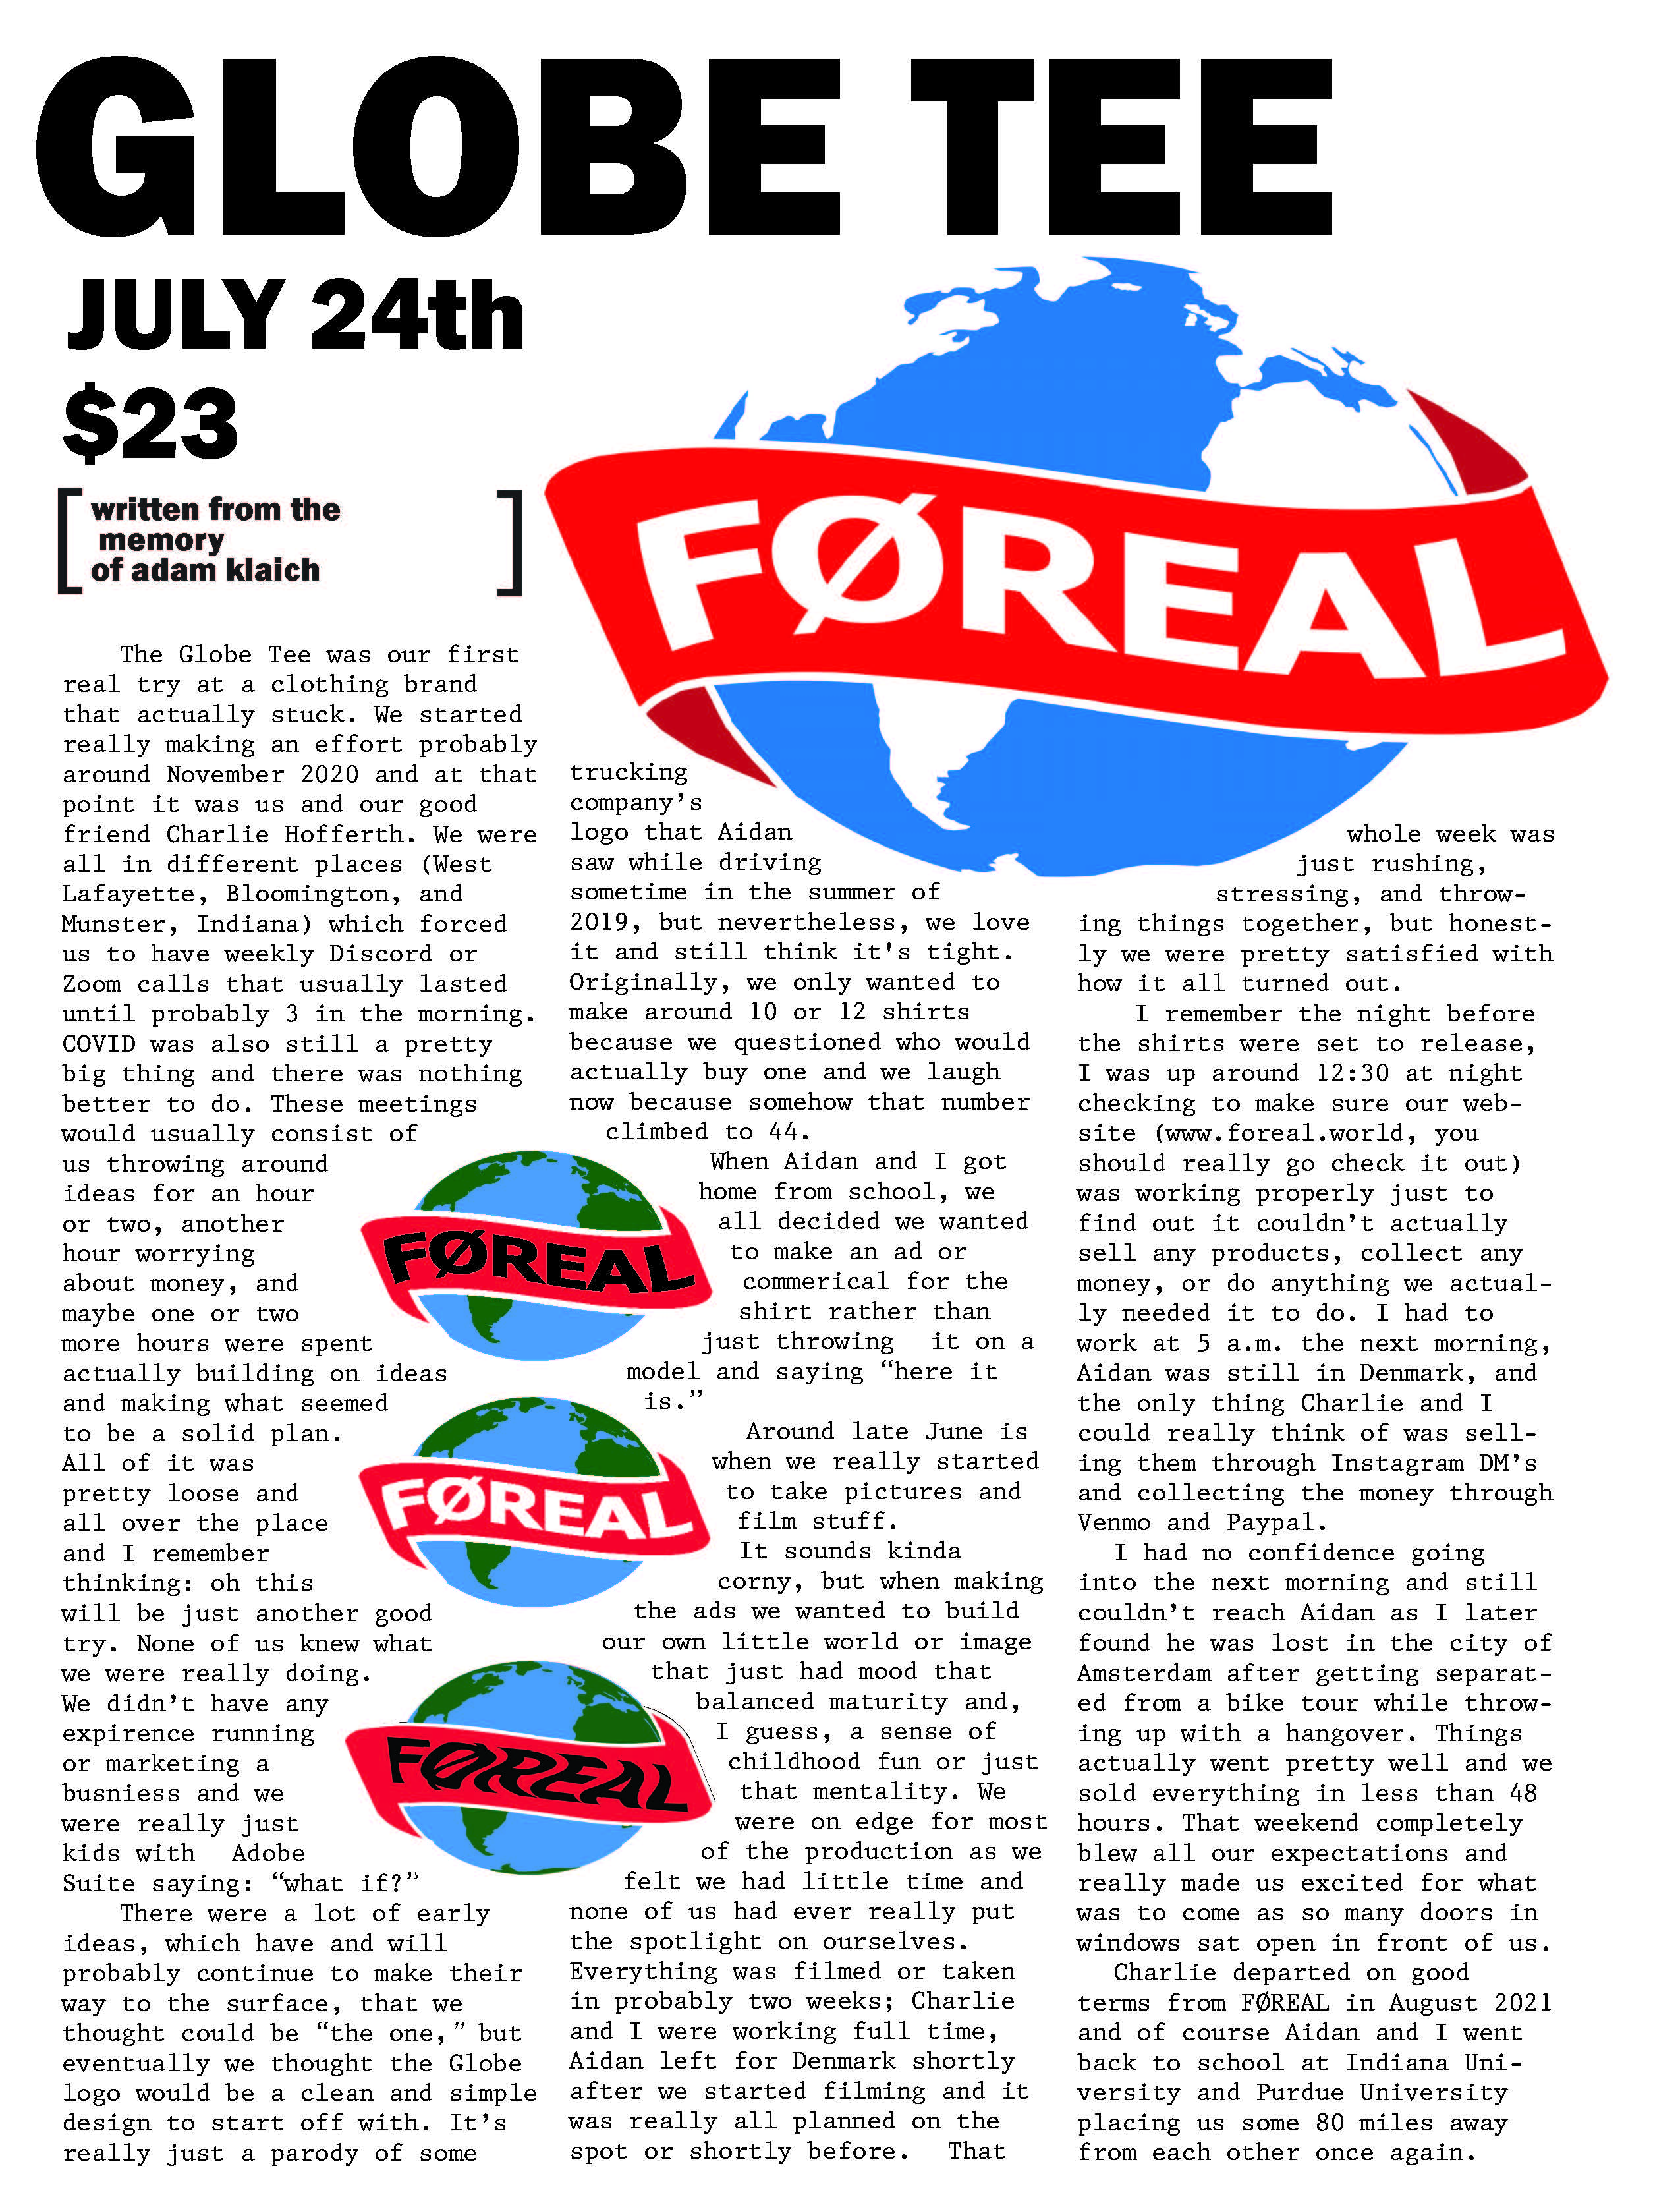 GLOBE TEE
JULY 24th
$23
[written from the
memory
of adam klaich]
FØREAL
The Globe Tee was our first
real try at a clothing brand
that actually stuck. We started
really making an effort probably
around November 2020 and at that
point it was us and our good
friend Charlie Hofferth. We were
all in different places (West
Lafayette, Bloomington, and
Munster, Indiana) which forced
us to have weekly Discord or
Zoom calls that usually lasted
until probably 3 in the morning.
COVID was also still a pretty
big thing and there was nothing
better to do. These meetings
would usually consist of
us throwing around
ideas for an hour
or two, another
hour worrying
about money, and
maybe one or two
more hours were spent
actually building on ideas
and making what seemed
to be a solid plan.
All of it was
pretty loose and
all over the place
and I remember
thinking: oh this
will be just another good
try. None of us knew what
we were really doing.
We didn't have any
expirence running
or marketing a
busniess and we
were really just
kids with Adobe
Suite saying: “what if?”
There were a lot of early
ideas, which have and will
probably continue to make their
way to the surface, that we
thought could be “the one,” but
eventually we thought the Globe
logo would be a clean and simple
design to start off with. It's
really just a parody of some
FØREAL
FØREAL
FØREAL
trucking
company's
logo that Aidan
saw while driving
sometime in the summer of
2019, but nevertheless, we love
it and still think it's tight.
Originally, we only wanted to
make around 10 or 12 shirts
because we questioned who would
actually buy one and we laugh
now because somehow that number
climbed to 44.
When Aidan and I got
home from school, we
all decided we wanted
to make an ad or
commerical for the
shirt rather than
just throwing it on a
model and saying “here it
is.”
Around late June is
when we really started
to take pictures and
film stuff.
It sounds kinda
corny, but when making
the ads we wanted to build
our own little world or image
that just had mood that
balanced maturity and,
I guess, a sense of
childhood fun or just
that mentality. We
were on edge for most
of the production as we
felt we had little time and
none of us had ever really put
the spotlight on ourselves.
Everything was filmed or taken
in probably two weeks; Charlie
and I were working full time,
Aidan left for Denmark shortly
after we started filming and it
was really all planned on the
spot or shortly before. That
whole week was
just rushing,
stressing, and throw-
ing things together, but honest-
ly we were pretty satisfied with
how it all turned out.
I remember the night before
the shirts were set to release,
I was up around 12:30 at night
checking to make sure our web-
site (www.foreal.world, you
should really go check it out)
was working properly just to
find out it couldn't actually
sell any products, collect any
money, or do anything we actual-
ly needed it to do. I had to
work at 5 a.m. the next morning,
Aidan was still in Denmark, and
the only thing Charlie and I
could really think of was sell-
ing them through Instagram DM's
and collecting the money through
Venmo and Paypal.
I had no confidence going
into the next morning and still
couldn't reach Aidan as I later
found he was lost in the city of
Amsterdam after getting separat-
ed from a bike tour while throw-
ing up with a hangover. Things
actually went pretty well and we
sold everything in less than 48
hours. That weekend completely
blew all our expectations and
really made us excited for what
was to come as so many doors in
windows sat open in front of us.
Charlie departed on good
terms from FØREAL in August 2021
and of course Aidan and I went
back to school at Indiana Uni-
versity and Purdue University
placing us some 80 miles away
from each other once again.